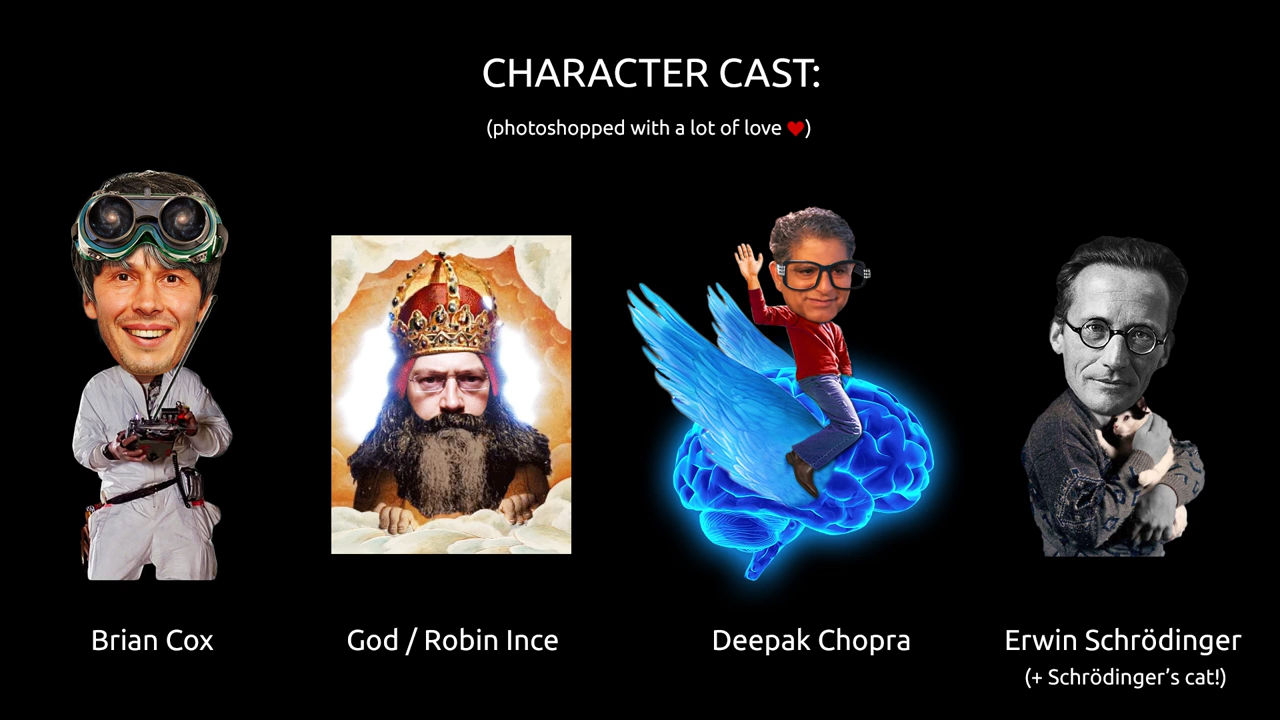 CHARACTER CAST:
(photoshopped with a lot of love ❤)
Brian Cox
God / Robin Ince
Deepak Chopra
Erwin Schrödinger
(+ Schrödinger’s cat!)